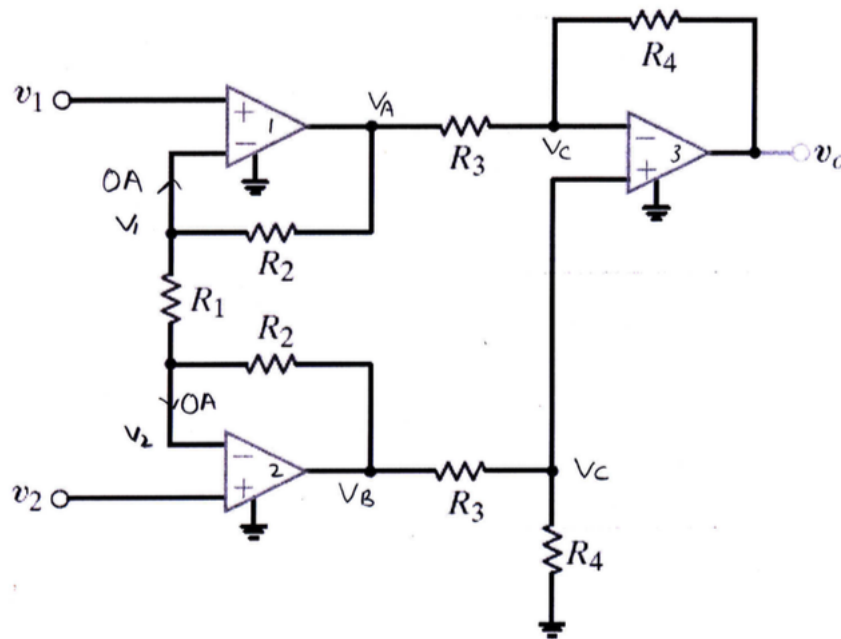 R4
v1
+
−
1
VA
R3
VC
−
+
3
vo
OA
V1
R2
R1
R2
OA
V2
−
+
2
v2
VB
R3
VC
R4